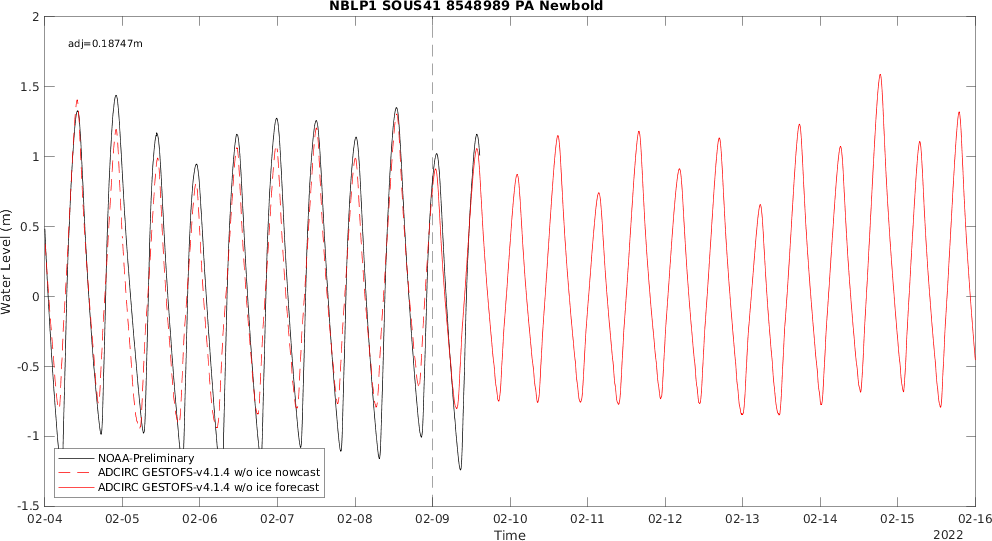 NBLP1 SOUS41 8548989 PA Newbold
adj=0.18747m
2
1.5
1
0.5
0
-0.5
-1
-1.5
Water Level (m)
NOAA-Preliminary
ADCIRC GESTOFS-v4.1.4 w/o ice nowcast
ADCIRC GESTOFS-v4.1.4 w/o ice forecast
02-04 02-05 02-06 02-07 02-08 02-09 02-10 02-11 02-12 02-13 02-14 02-15 02-16
Time
2022